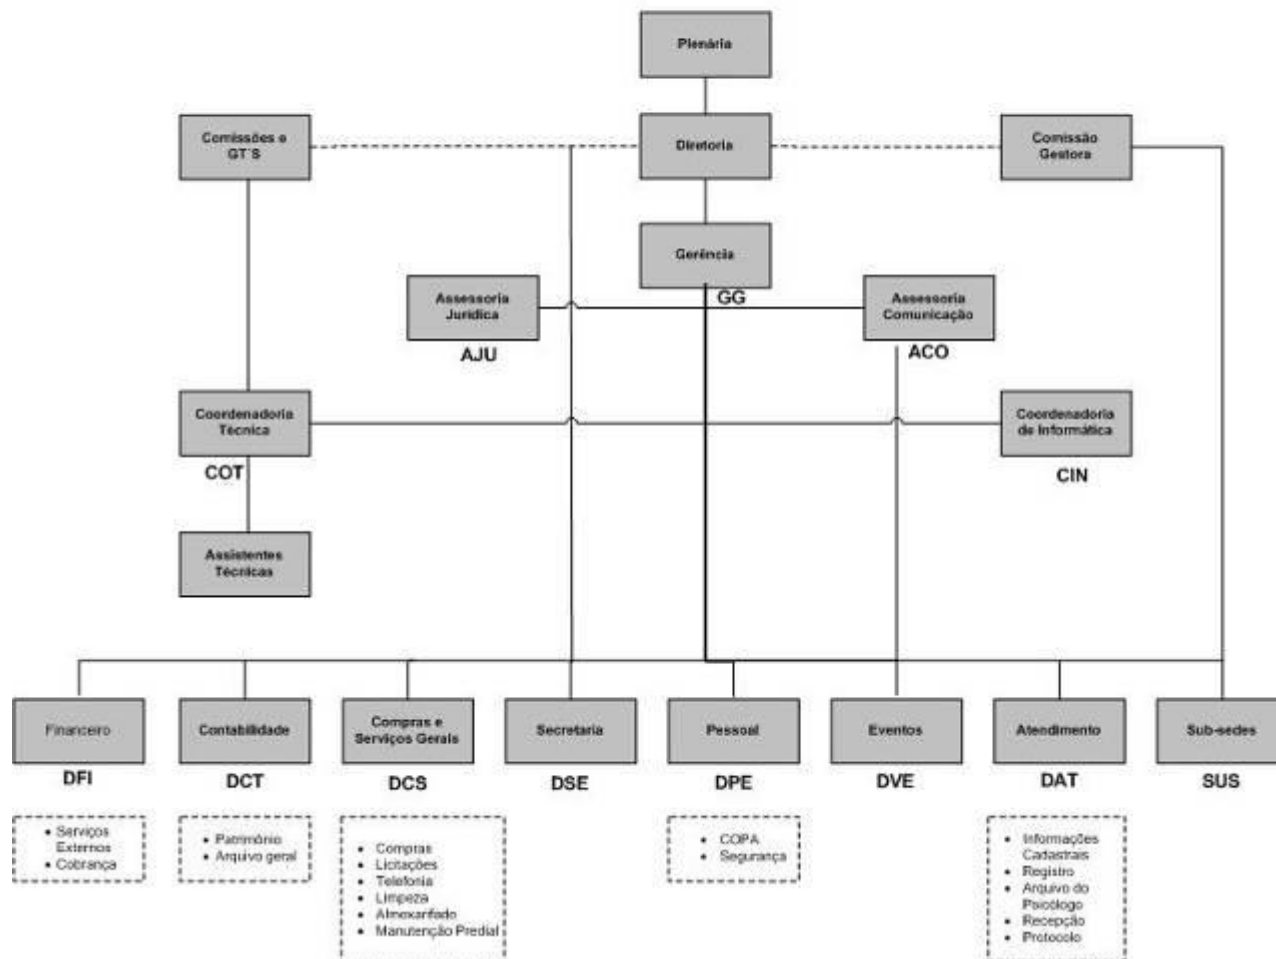 Plenária
Comissões e
GT´S
Diretoria
Comissão
Gestora
Gerência
GG
Assessoria
Jurídica
AJU
Assessoria
Comunicação
ACO
Coordenadoria
Técnica
COT
Coordenadoria
de Informática
CIN
Assistentes
Técnicas
Financeiro
DFI
Contabilidade
DCT
Compras e
Serviços Gerais
DCS
Secretaria
DSE
Pessoal
DPE
Eventos
DVE
Atendimento
DAT
Sub-sedes
SUS
• Serviços
Externos
• Cobrança
• Patrimônio
• Arquivo geral
• Compras
• Licitações
• Telefonia
• Limpeza
• Almoxarifado
• Manutenção Predial
• COPA
• Segurança
• Informações
Cadastrais
• Registro
• Arquivo do
Psicólogo
• Recepção
• Protocolo